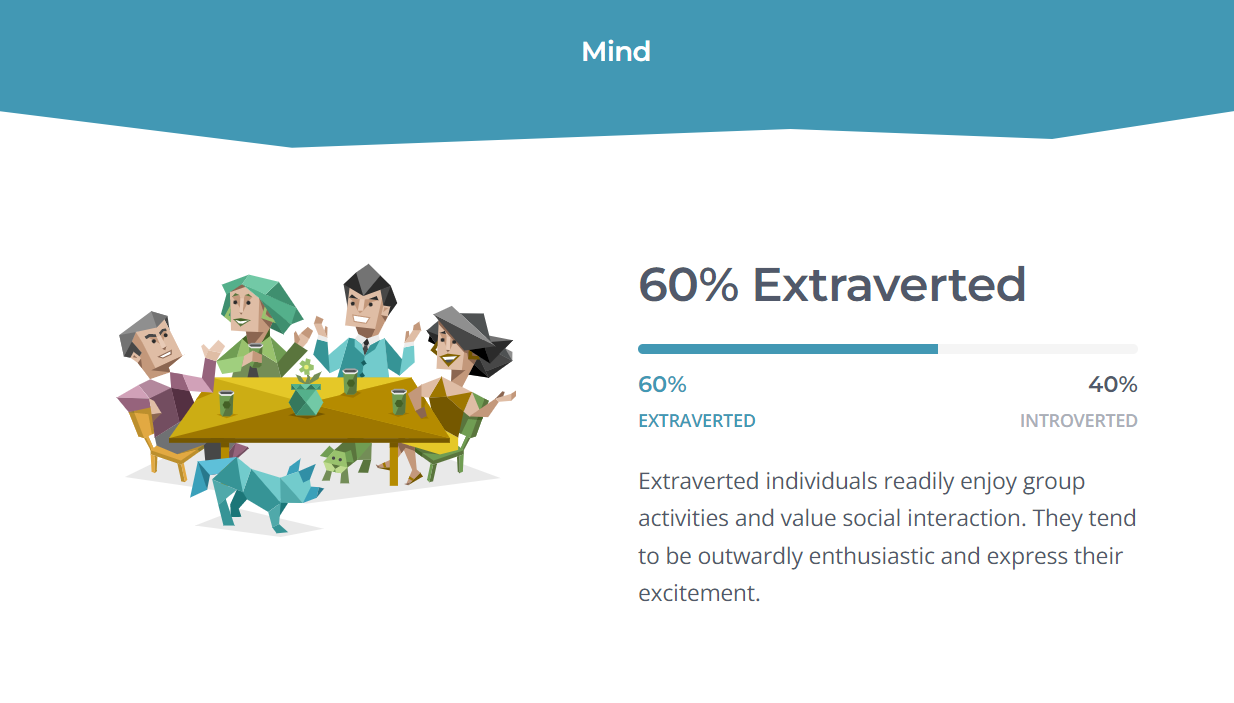 Mind
60% Extraverted
60%
40%
EXTRAVERTED
INTROVERTED
Extraverted individuals readily enjoy group
activities and value social interaction. They tend
to be outwardly enthusiastic and express their
excitement.